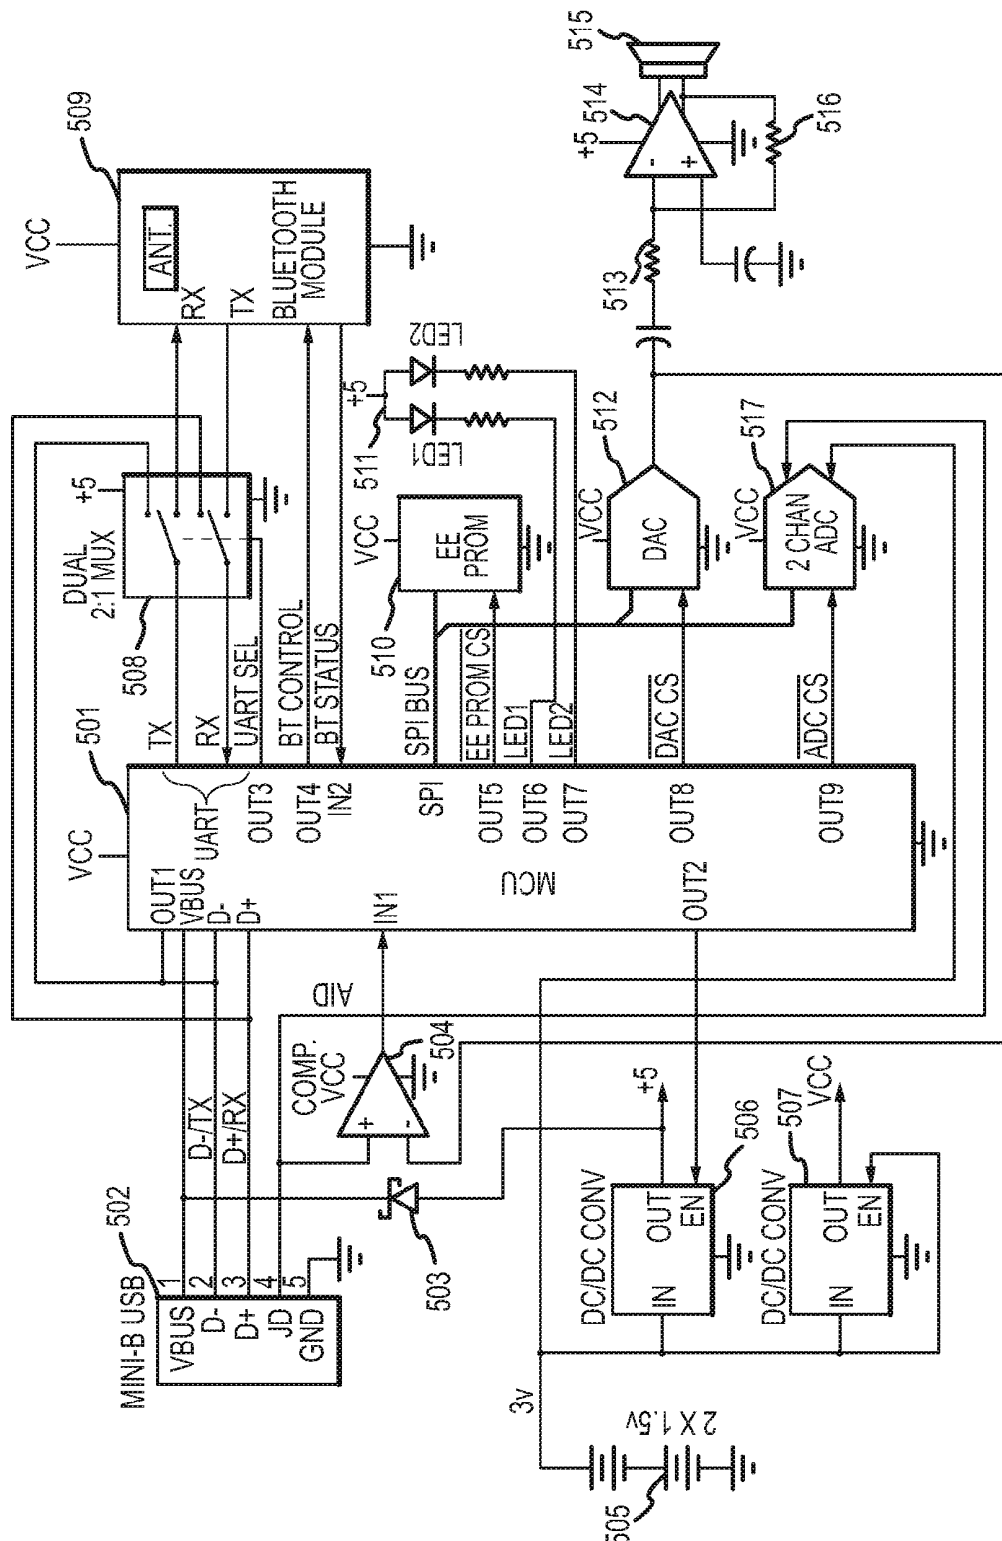 MINI-B USB
502
VBUS
D-
D+
JD
GND
1
2
3
4
5
D-/TX
D+/RX
503
COMP.
VCC
+
-
504
AID
VCC
501
OUT1
VBUS
D-
D+
IN1
OUT2
MCU
UART
OUT3
OUT4
IN2
SPI
OUT5
OUT6
OUT7
OUT8
OUT9
TX
RX
UART SEL
BT CONTROL
BT STATUS
SPI BUS
EE PROM CS
LED1
LED2
DAC CS
ADC CS
508
DUAL
2:1 MUX
+5
VCC
509
ANT.
RX
TX
BLUETOOTH
MODULE
510
VCC
EE
PROM
511
+5
LED1
LED2
VCC
512
DAC
VCC
517
2 CHAN
ADC
513
+5
514
-
+
515
516
3v
2 X 1.5v
505
DC/DC CONV
IN
OUT
EN
506
+5
DC/DC CONV
IN
OUT
EN
507
VCC